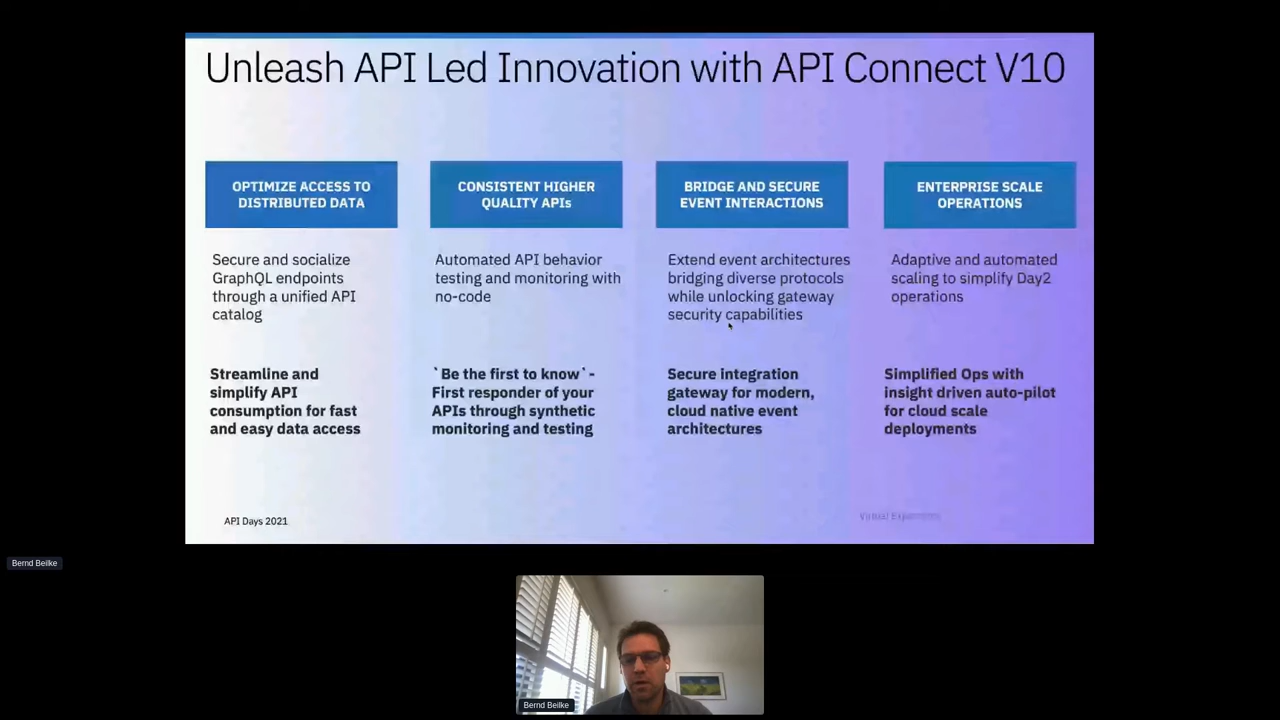 Unleash API Led Innovation with API Connect V10
OPTIMIZE ACCESS TO
DISTRIBUTED DATA
Secure and socialize
GraphQL endpoints
through a unified API
catalog
Streamline and
simplify API
consumption for fast
and easy data access
CONSISTENT HIGHER
QUALITY APIs
Automated API behavior
testing and monitoring with
no-code
`Be the first to know`-
First responder of your
APIs through synthetic
monitoring and testing
BRIDGE AND SECURE
EVENT INTERACTIONS
Extend event architectures
bridging diverse protocols
while unlocking gateway
security capabilities
Secure integration
gateway for modern,
cloud native event
architectures
ENTERPRISE SCALE
OPERATIONS
Adaptive and automated
scaling to simplify Day2
operations
Simplified Ops with
insight driven auto-pilot
for cloud scale
deployments
API Days 2021
Virtual
Bernd Beilke
Bernd Beilke